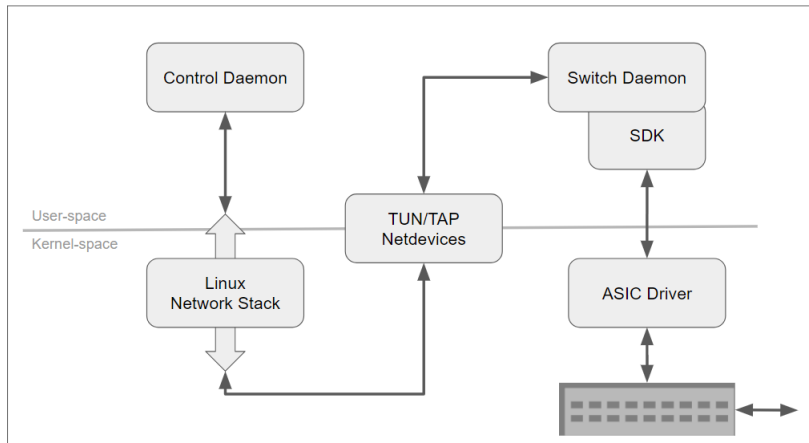 Control Daemon
Switch Daemon
SDK
User-space
TUN/TAP
Netdevices
Kernel-space
Linux
Network Stack
ASIC Driver